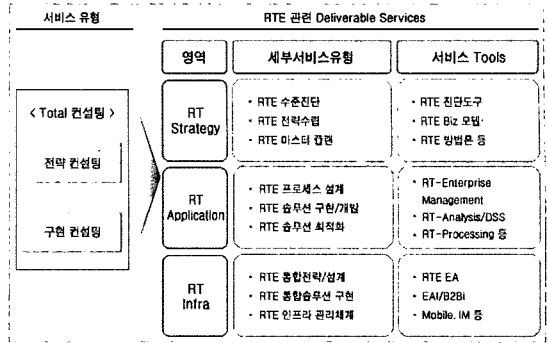 서비스 유형
RTE 관련 Deliverable Services
영역
세부서비스유형
서비스 Tools
< Total 컨설팅 >
전략 컨설팅
구현 컨설팅
RT
Strategy
· RTE 수준진단
· RTE 전략수립
· RTE 마스터 플랜
· RTE 진단도구
· RTE Biz 모델
· RTE 방법론 등
RT
Application
· RTE 프로세스 설계
· RTE 솔루션 구현/개발
· RTE 솔루션 최적화
· RT-Enterprise
Management
· RT-Analysis/DSS
· RT-Processing 등
RT
Infra
· RTE 통합전략/설계
· RTE 통합솔루션 구현
· RTE 인프라 관리체계
· RTE EA
· EAI/B2Bi
· Mobile. IM 등